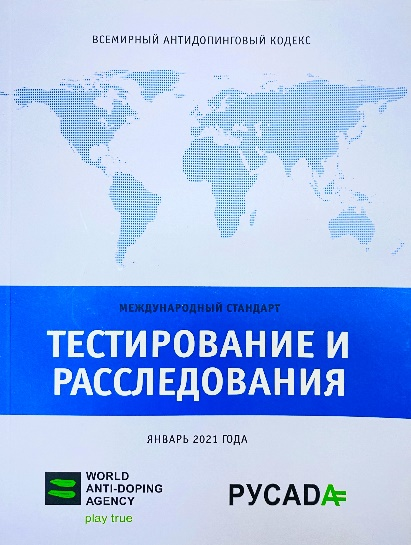 ВСЕМИРНЫЙ АНТИДОПИНГОВЫЙ КОДЕКС
МЕЖДУНАРОДНЫЙ СТАНДАРТ
ТЕСТИРОВАНИЕ И
РАССЛЕДОВАНИЯ
ЯНВАРЬ 2021 ГОДА
WORLD
ANTI-DOPING
AGENCY
play true
РУСАДА